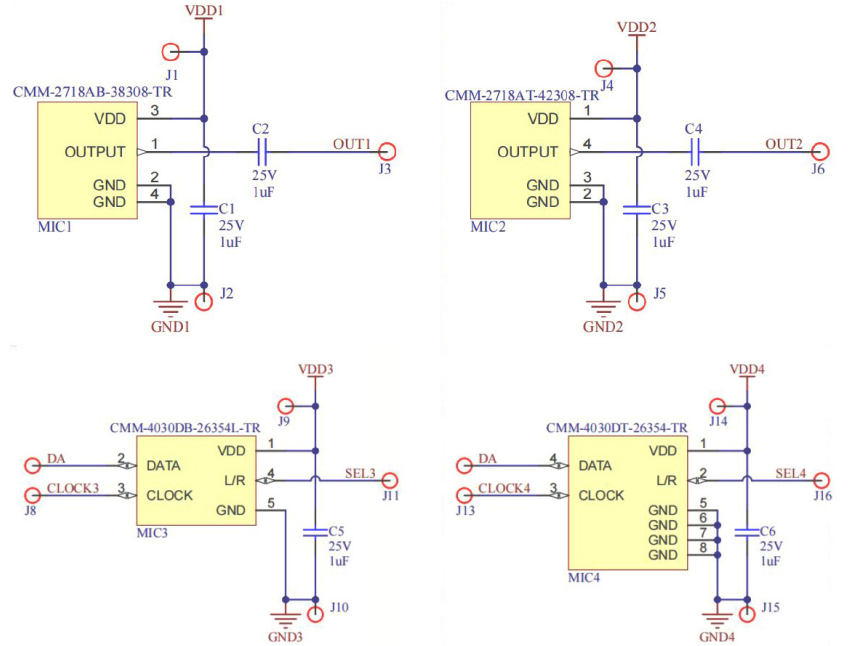 VDD1
J1
CMM-2718AB-38308-TR
VDD 3
OUTPUT 1
GND 2
GND 4
MIC1
C2
25V
1uF
OUT1
J3
C1
25V
1uF
J2
GND1
VDD2
J4
CMM-2718AT-42308-TR
VDD 1
OUTPUT 4
GND 3
GND 2
MIC2
C4
25V
1uF
OUT2
J6
C3
25V
1uF
J5
GND2
VDD3
J9
CMM-4030DB-26354L-TR
DA
2 DATA
CLOCK3
3 CLOCK
J8
VDD 1
L/R 4
GND 5
MIC3
SEL3
J11
C5
25V
1uF
J10
GND3
VDD4
J14
CMM-4030DT-26354-TR
DA
4 DATA
CLOCK4
3 CLOCK
J13
VDD 1
L/R 2
GND 5
GND 6
GND 7
GND 8
MIC4
SEL4
J16
C6
25V
1uF
J15
GND4